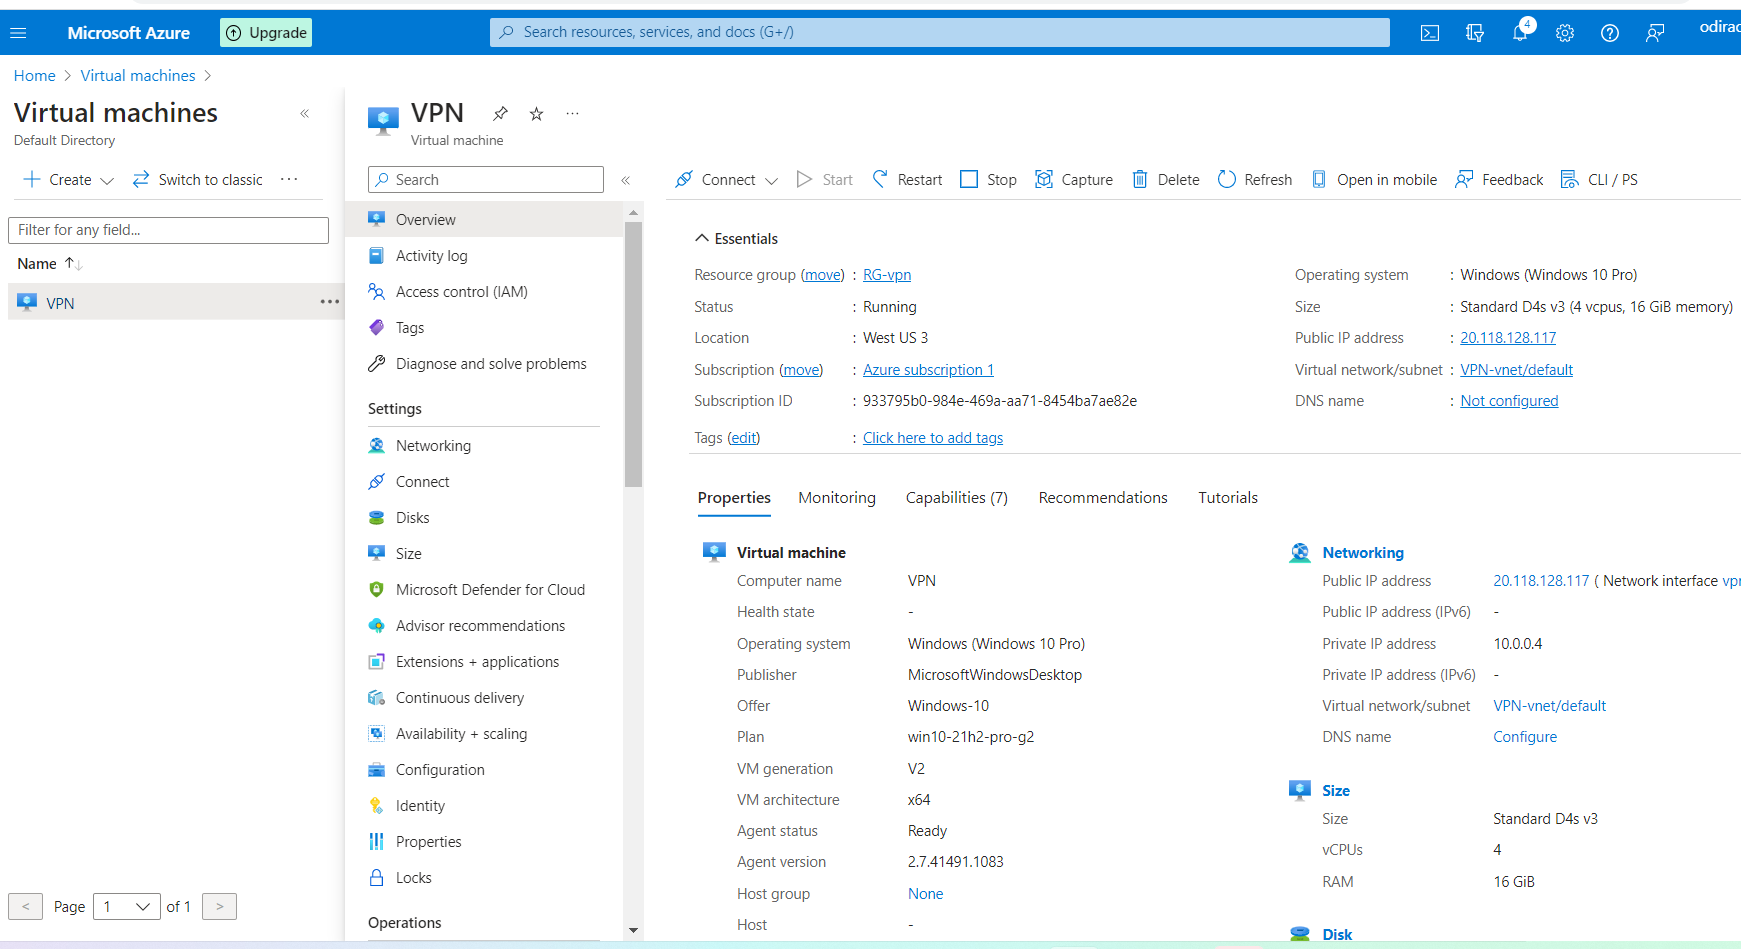 Microsoft Azure
Upgrade
Search resources, services, and docs (G+/)
4
Home > Virtual machines >
Virtual machines
Default Directory
Create
Switch to classic
Filter for any field...
Name
VPN
< Page 1 of 1 >
VPN
Virtual machine
Search
Overview
Activity log
Access control (IAM)
Tags
Diagnose and solve problems
Settings
Networking
Connect
Disks
Size
Microsoft Defender for Cloud
Advisor recommendations
Extensions + applications
Continuous delivery
Availability + scaling
Configuration
Identity
Properties
Locks
Operations
Connect Start Restart Stop Capture Delete Refresh Open in mobile Feedback CLI / PS
Essentials
Resource group (move) : RG-vpn
Status : Running
Location : West US 3
Subscription (move) : Azure subscription 1
Subscription ID : 933795b0-984e-469a-aa71-8454ba7ae82e
Tags (edit) : Click here to add tags
Operating system : Windows (Windows 10 Pro)
Size : Standard D4s v3 (4 vcpus, 16 GiB memory)
Public IP address : 20.118.128.117
Virtual network/subnet : VPN-vnet/default
DNS name : Not configured
Properties Monitoring Capabilities (7) Recommendations Tutorials
Virtual machine
Computer name VPN
Health state -
Operating system Windows (Windows 10 Pro)
Publisher MicrosoftWindowsDesktop
Offer Windows-10
Plan win10-21h2-pro-g2
VM generation V2
VM architecture x64
Agent status Ready
Agent version 2.7.41491.1083
Host group None
Host -
Networking
Public IP address 20.118.128.117 ( Network interface
Public IP address (IPv6) -
Private IP address 10.0.0.4
Private IP address (IPv6) -
Virtual network/subnet VPN-vnet/default
DNS name Configure
Size
Size Standard D4s v3
vCPUs 4
RAM 16 GiB
Disk